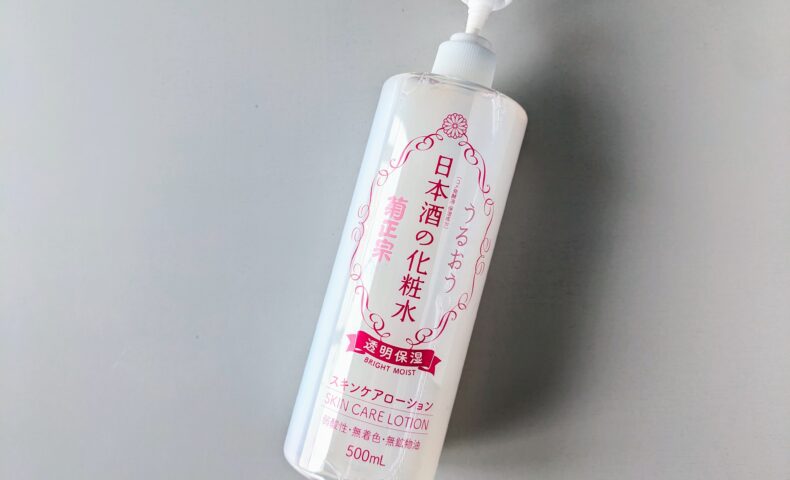 うるおう
日本酒の化粧水
菊正宗
透明保湿
BRIGHT MOIST
スキンケアローション
SKIN CARE LOTION
弱酸性・無着色・無鉱物油
500mL